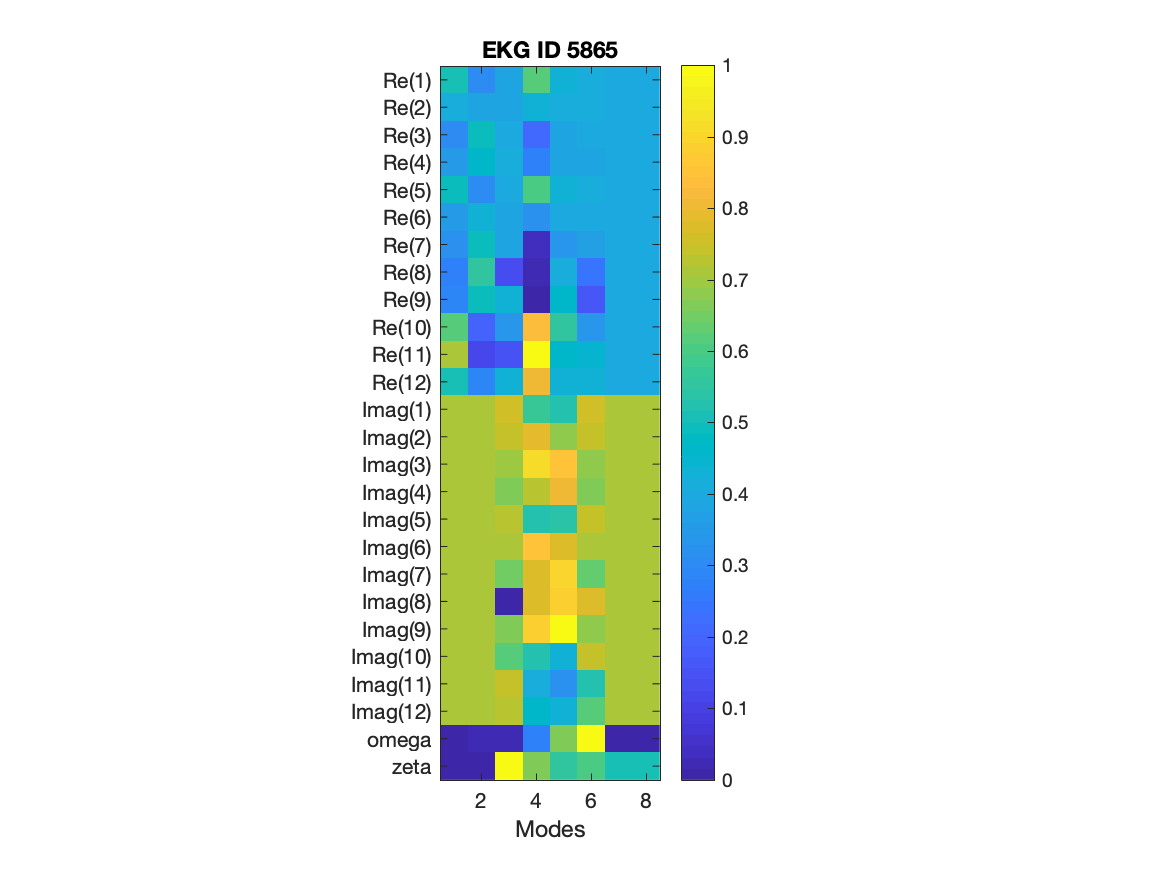 EKG ID 5865
Re(1)
Re(2)
Re(3)
Re(4)
Re(5)
Re(6)
Re(7)
Re(8)
Re(9)
Re(10)
Re(11)
Re(12)
Imag(1)
Imag(2)
Imag(3)
Imag(4)
Imag(5)
Imag(6)
Imag(7)
Imag(8)
Imag(9)
Imag(10)
Imag(11)
Imag(12)
omega
zeta
2 4 6 8
Modes
1
0.9
0.8
0.7
0.6
0.5
0.4
0.3
0.2
0.1
0